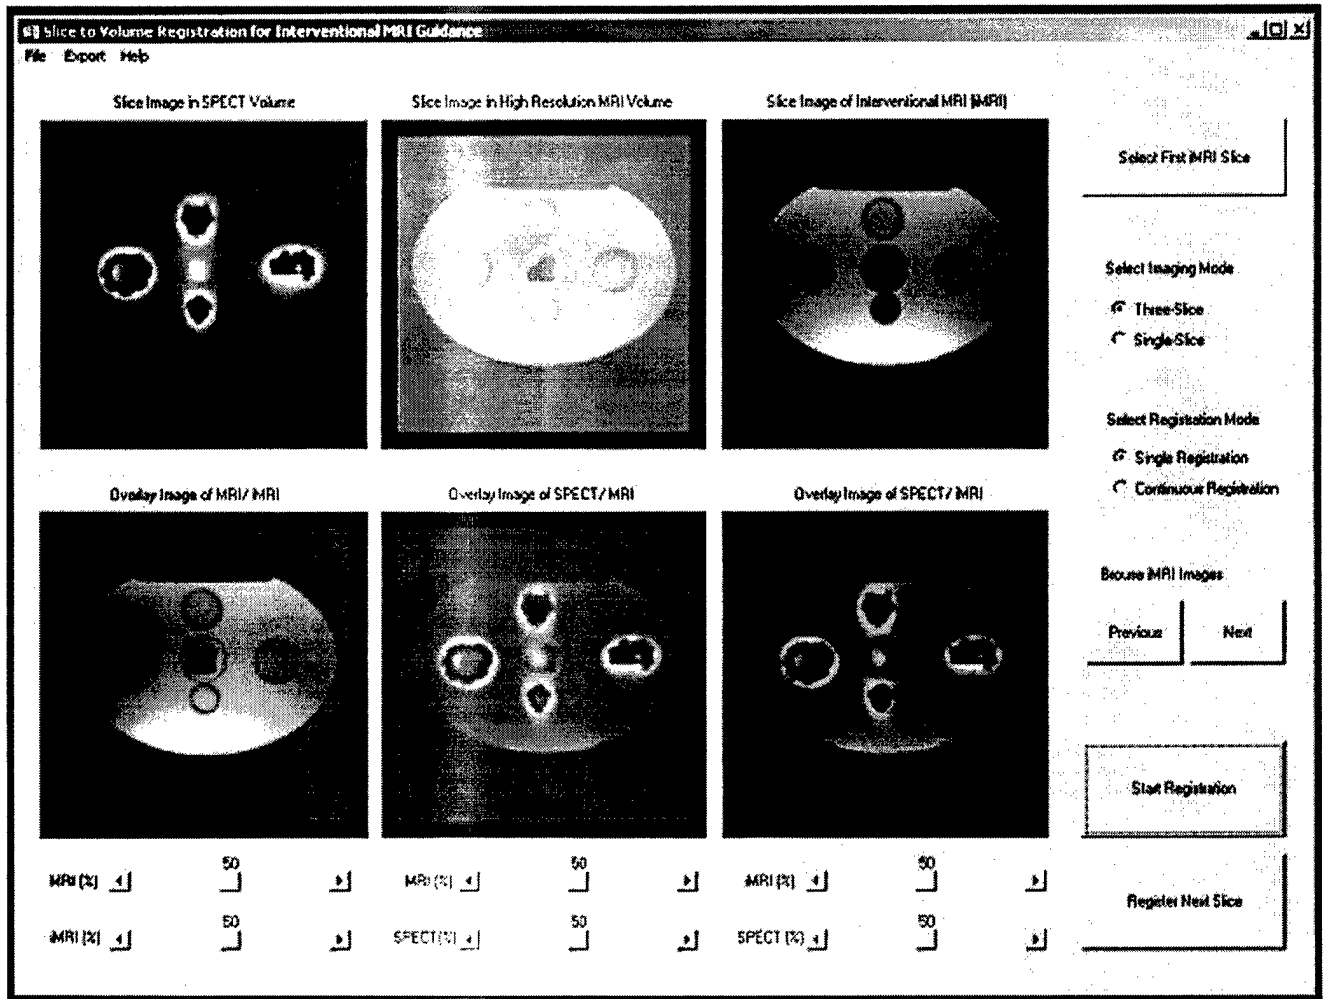 Slice to Volume Registration for Interventional MRI Guidance
File Export Help
Slice Image in SPECT Volume
Slice Image in High Resolution MRI Volume
Slice Image of Interventional MRI (iMRI)
Select First iMRI Slice
Select Imaging Mode
Three-Slice
Single-Slice
Select Registration Mode
Single Registration
Continuous Registration
Overlay Image of MRI/ iMRI
Overlay Image of SPECT/ MRI
Overlay Image of SPECT/ iMRI
Browse iMRI Images
Previous
Next
Start Registration
Register Next Slice
MRI (%) 50
MRI (%) 50
iMRI (%) 50
iMRI (%) 50
SPECT (%) 50
SPECT (%) 50